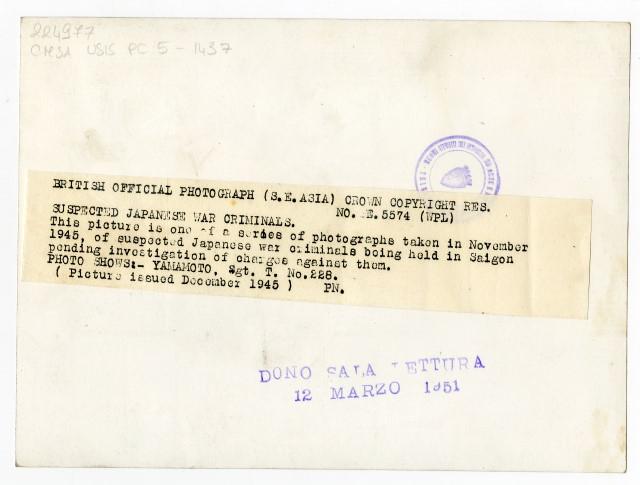 224977
CMSA USIS PC 5 - 1437
BRITISH OFFICIAL PHOTOGRAPH (S.E.ASIA) CROWN COPYRIGHT RES.
NO. SE.5574 (WPL)
SUSPECTED JAPANESE WAR CRIMINALS.
This picture is one of a series of photographs taken in November
1945, of suspected Japanese war criminals being held in Saigon
pending investigation of charges against them.
PHOTO SHOWS:- YAMAMOTO, Sgt. T. No.228.
( Picture issued December 1945 ) PN.
DONO SALA LETTURA
12 MARZO 1951